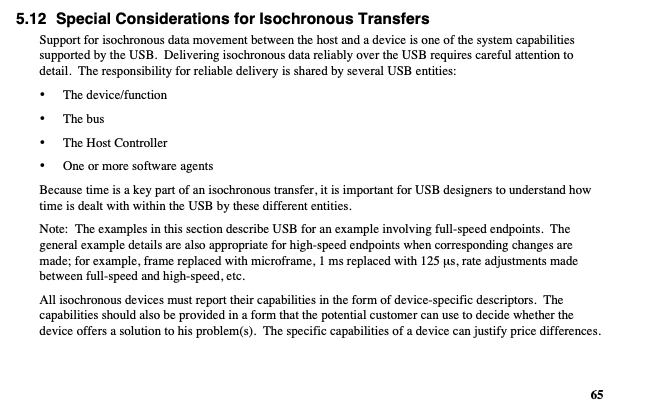 5.12 Special Considerations for Isochronous Transfers
Support for isochronous data movement between the host and a device is one of the system capabilities
supported by the USB. Delivering isochronous data reliably over the USB requires careful attention to
detail. The responsibility for reliable delivery is shared by several USB entities:
• The device/function
• The bus
• The Host Controller
• One or more software agents
Because time is a key part of an isochronous transfer, it is important for USB designers to understand how
time is dealt with within the USB by these different entities.
Note: The examples in this section describe USB for an example involving full-speed endpoints. The
general example details are also appropriate for high-speed endpoints when corresponding changes are
made; for example, frame replaced with microframe, 1 ms replaced with 125 μs, rate adjustments made
between full-speed and high-speed, etc.
All isochronous devices must report their capabilities in the form of device-specific descriptors. The
capabilities should also be provided in a form that the potential customer can use to decide whether the
device offers a solution to his problem(s). The specific capabilities of a device can justify price differences.
65